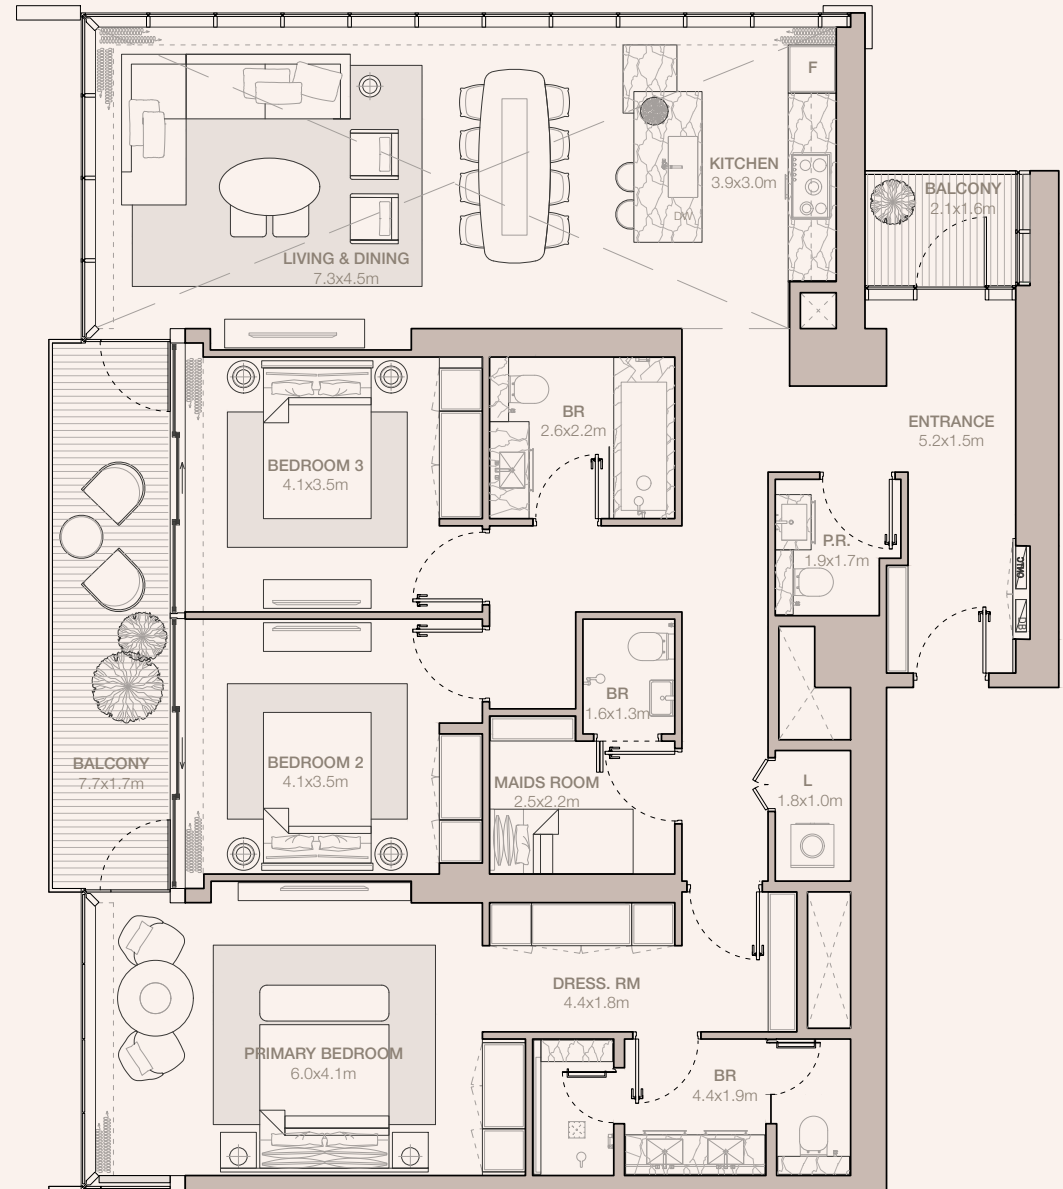 F
KITCHEN
3.9x3.0m
DW
BALCONY
2.1x1.6m
LIVING & DINING
7.3x4.5m
BR
2.6x2.2m
ENTRANCE
5.2x1.5m
BEDROOM 3
4.1x3.5m
P.R.
1.9x1.7m
DB
BR
1.6x1.3m
BALCONY
7.7x1.7m
BEDROOM 2
4.1x3.5m
MAIDS ROOM
2.5x2.2m
L
1.8x1.0m
DRESS. RM
4.4x1.8m
PRIMARY BEDROOM
6.0x4.1m
BR
4.4x1.9m